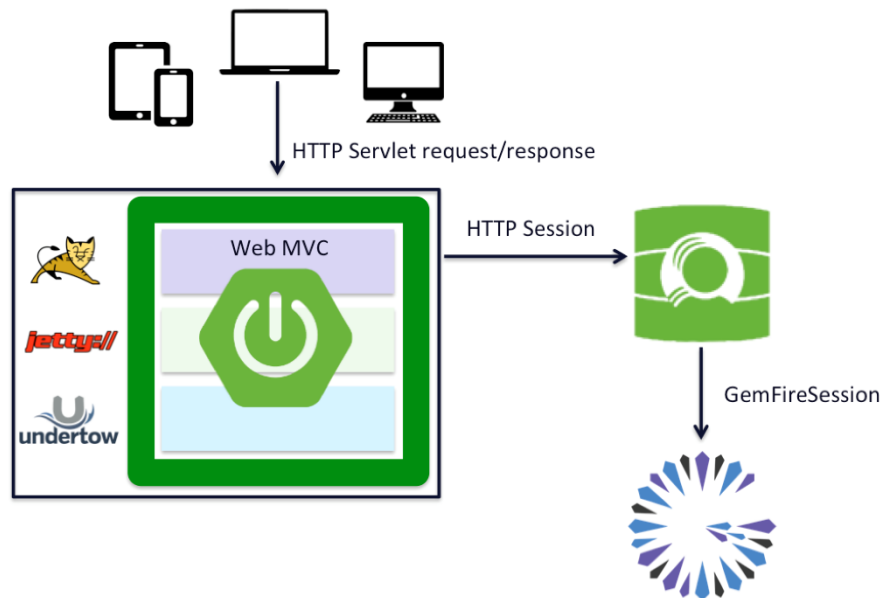 HTTP Servlet request/response
Web MVC
HTTP Session
jetty://
GemFireSession
undertow